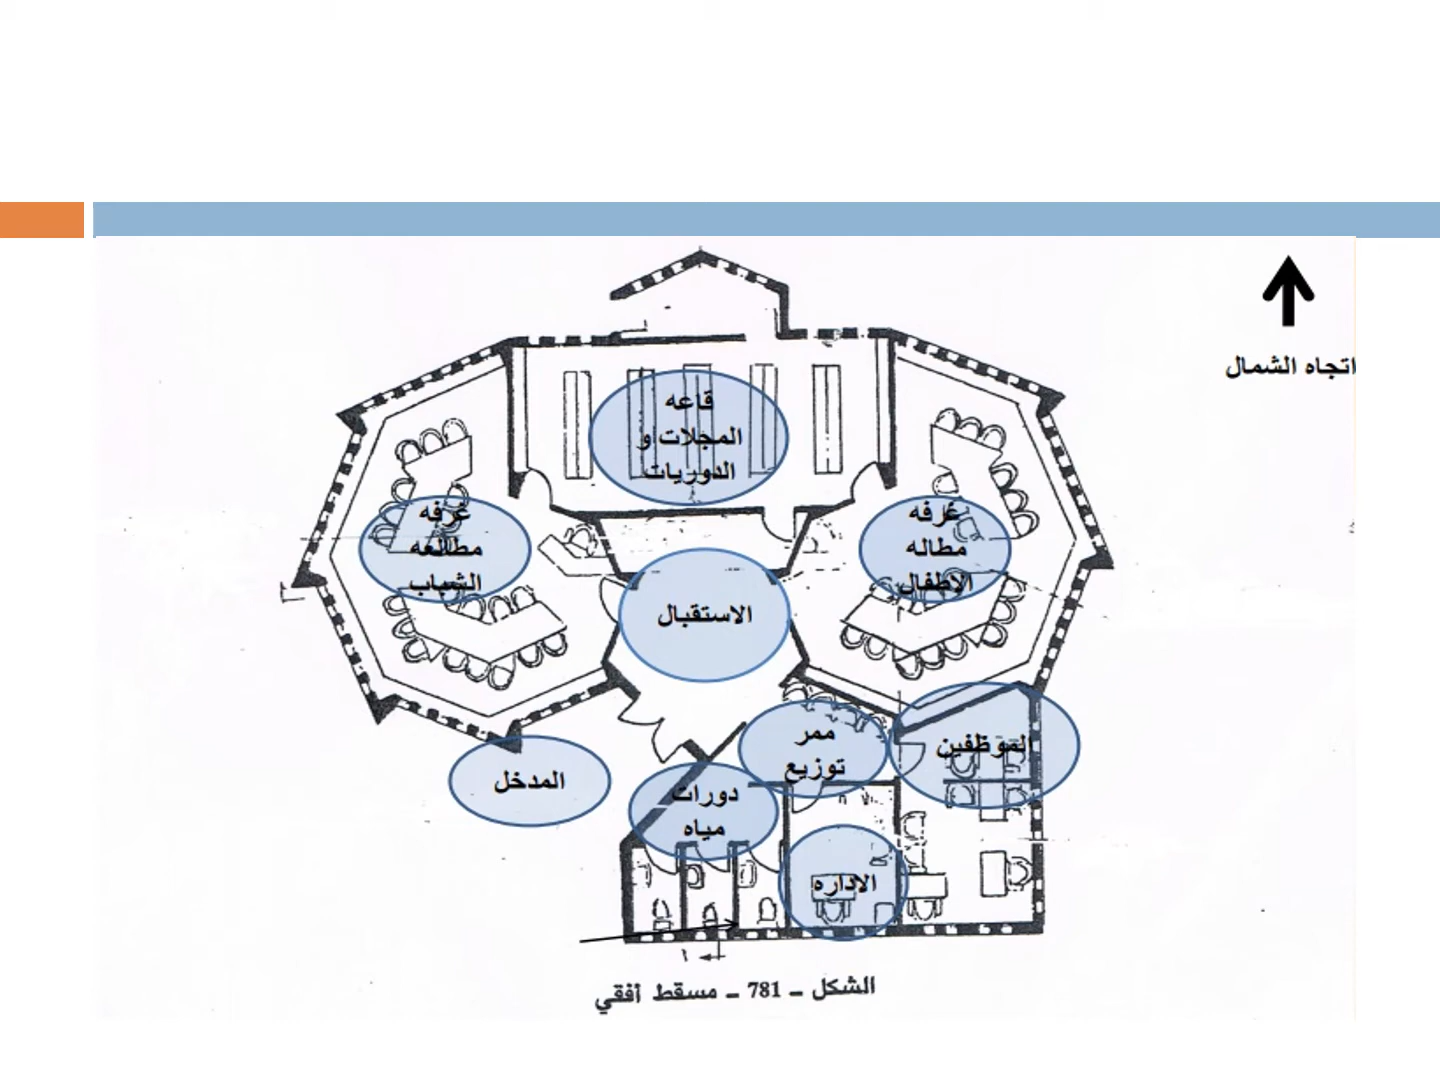 اتجاه الشمال
قاعه
المجلات و
الدوريات
غرفه
مطاله
الاطفال
غرفه
مطالعه
الشباب
الاستقبال
الموظفين
ممر
توزيع
المدخل
دورات
مياه
الاداره
الشكل ـ 781 ـ مسقط أفقي